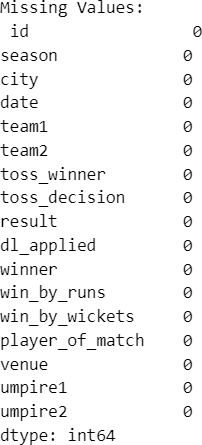 Missing Values:
id 0
season 0
city 0
date 0
team1 0
team2 0
toss_winner 0
toss_decision 0
result 0
dl_applied 0
winner 0
win_by_runs 0
win_by_wickets 0
player_of_match 0
venue 0
umpire1 0
umpire2 0
dtype: int64